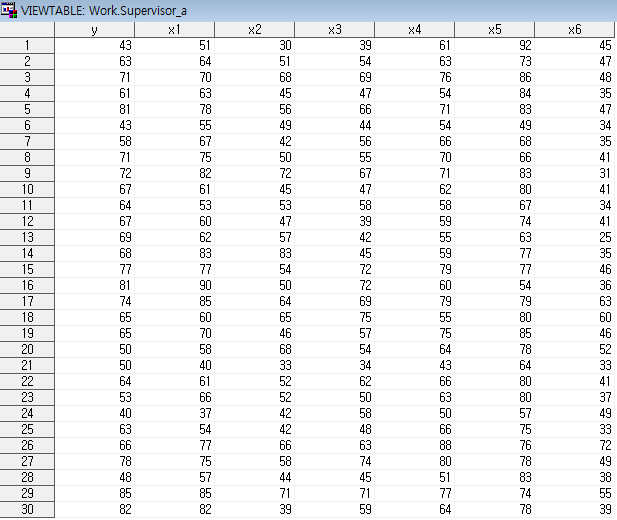 VIEWTABLE: Work.Supervisor_a
y x1 x2 x3 x4 x5 x6
1 43 51 30 39 61 92 45
2 63 64 51 54 63 73 47
3 71 70 68 69 76 86 48
4 61 63 45 47 54 84 35
5 81 78 56 66 71 83 47
6 43 55 49 44 54 49 34
7 58 67 42 56 66 68 35
8 71 75 50 55 70 66 41
9 72 82 72 67 71 83 31
10 67 61 45 47 62 80 41
11 64 53 53 58 58 67 34
12 67 60 47 39 59 74 41
13 69 62 57 42 55 63 25
14 68 83 83 45 59 77 35
15 77 77 54 72 79 77 46
16 81 90 50 72 60 54 36
17 74 85 64 69 79 79 63
18 65 60 65 75 55 80 60
19 65 70 46 57 75 85 46
20 50 58 68 54 64 78 52
21 50 40 33 34 43 64 33
22 64 61 52 62 66 80 41
23 53 66 52 50 63 80 37
24 40 37 42 58 50 57 49
25 63 54 42 48 66 75 33
26 66 77 66 63 88 76 72
27 78 75 58 74 80 78 49
28 48 57 44 45 51 83 38
29 85 85 71 71 77 74 55
30 82 82 39 59 64 78 39